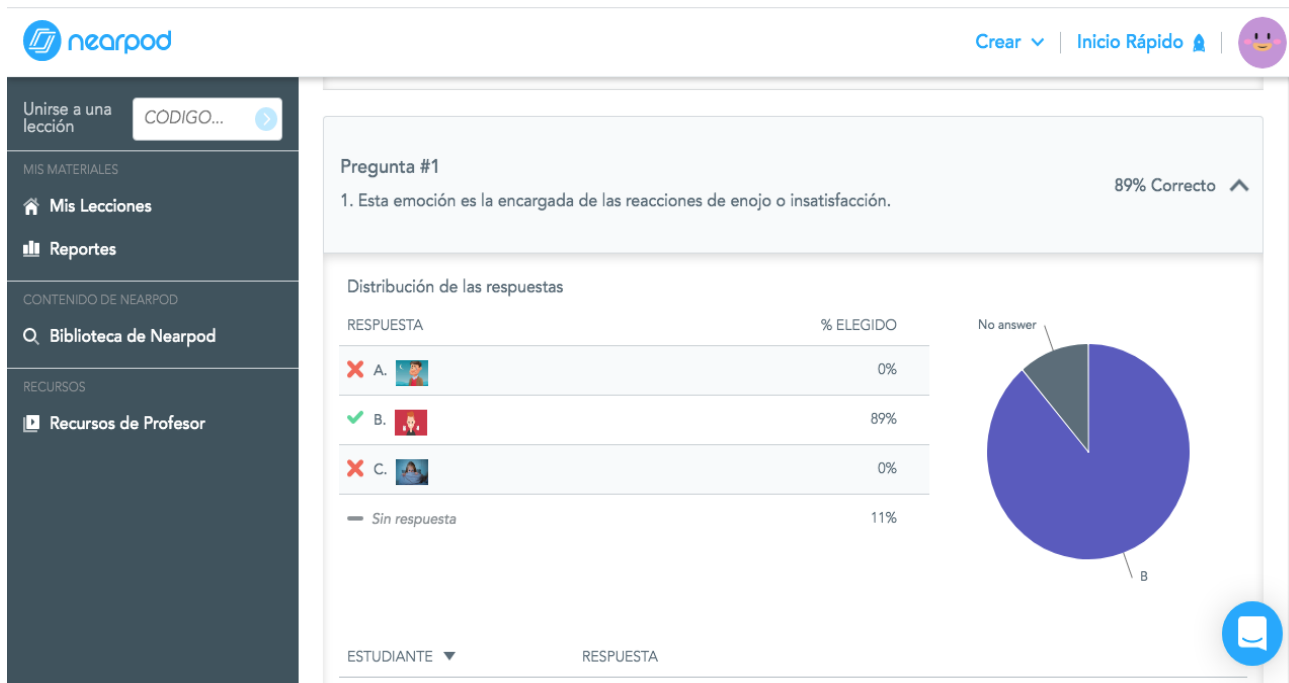 nearpod
Crear
Inicio Rápido
Unirse a una
lección
CÓDIGO...
MIS MATERIALES
Mis Lecciones
Reportes
CONTENIDO DE NEARPOD
Biblioteca de Nearpod
RECURSOS
Recursos de Profesor
Pregunta #1
1. Esta emoción es la encargada de las reacciones de enojo o insatisfacción.
89% Correcto
Distribución de las respuestas
RESPUESTA % ELEGIDO
A. 0%
B. 89%
C. 0%
Sin respuesta 11%
No answer
B
ESTUDIANTE RESPUESTA